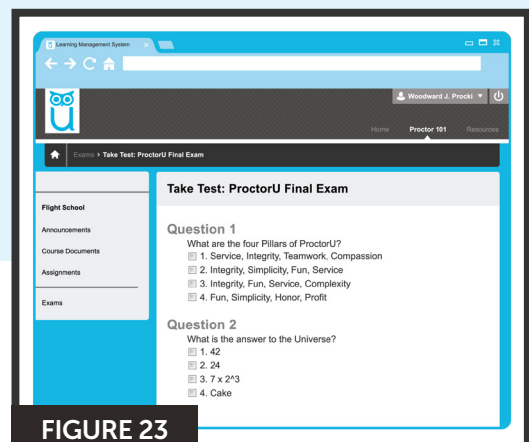 Learning Management System
Woodward J. Procki
Home Proctor 101 Resources
Exams > Take Test: ProctorU Final Exam
Flight School
Announcements
Course Documents
Assignments
Exams
Take Test: ProctorU Final Exam
Question 1
What are the four Pillars of ProctorU?
1. Service, Integrity, Teamwork, Compassion
2. Integrity, Simplicity, Fun, Service
3. Integrity, Fun, Service, Complexity
4. Fun, Simplicity, Honor, Profit
Question 2
What is the answer to the Universe?
1. 42
2. 24
3. 7 x 2^3
4. Cake
FIGURE 23